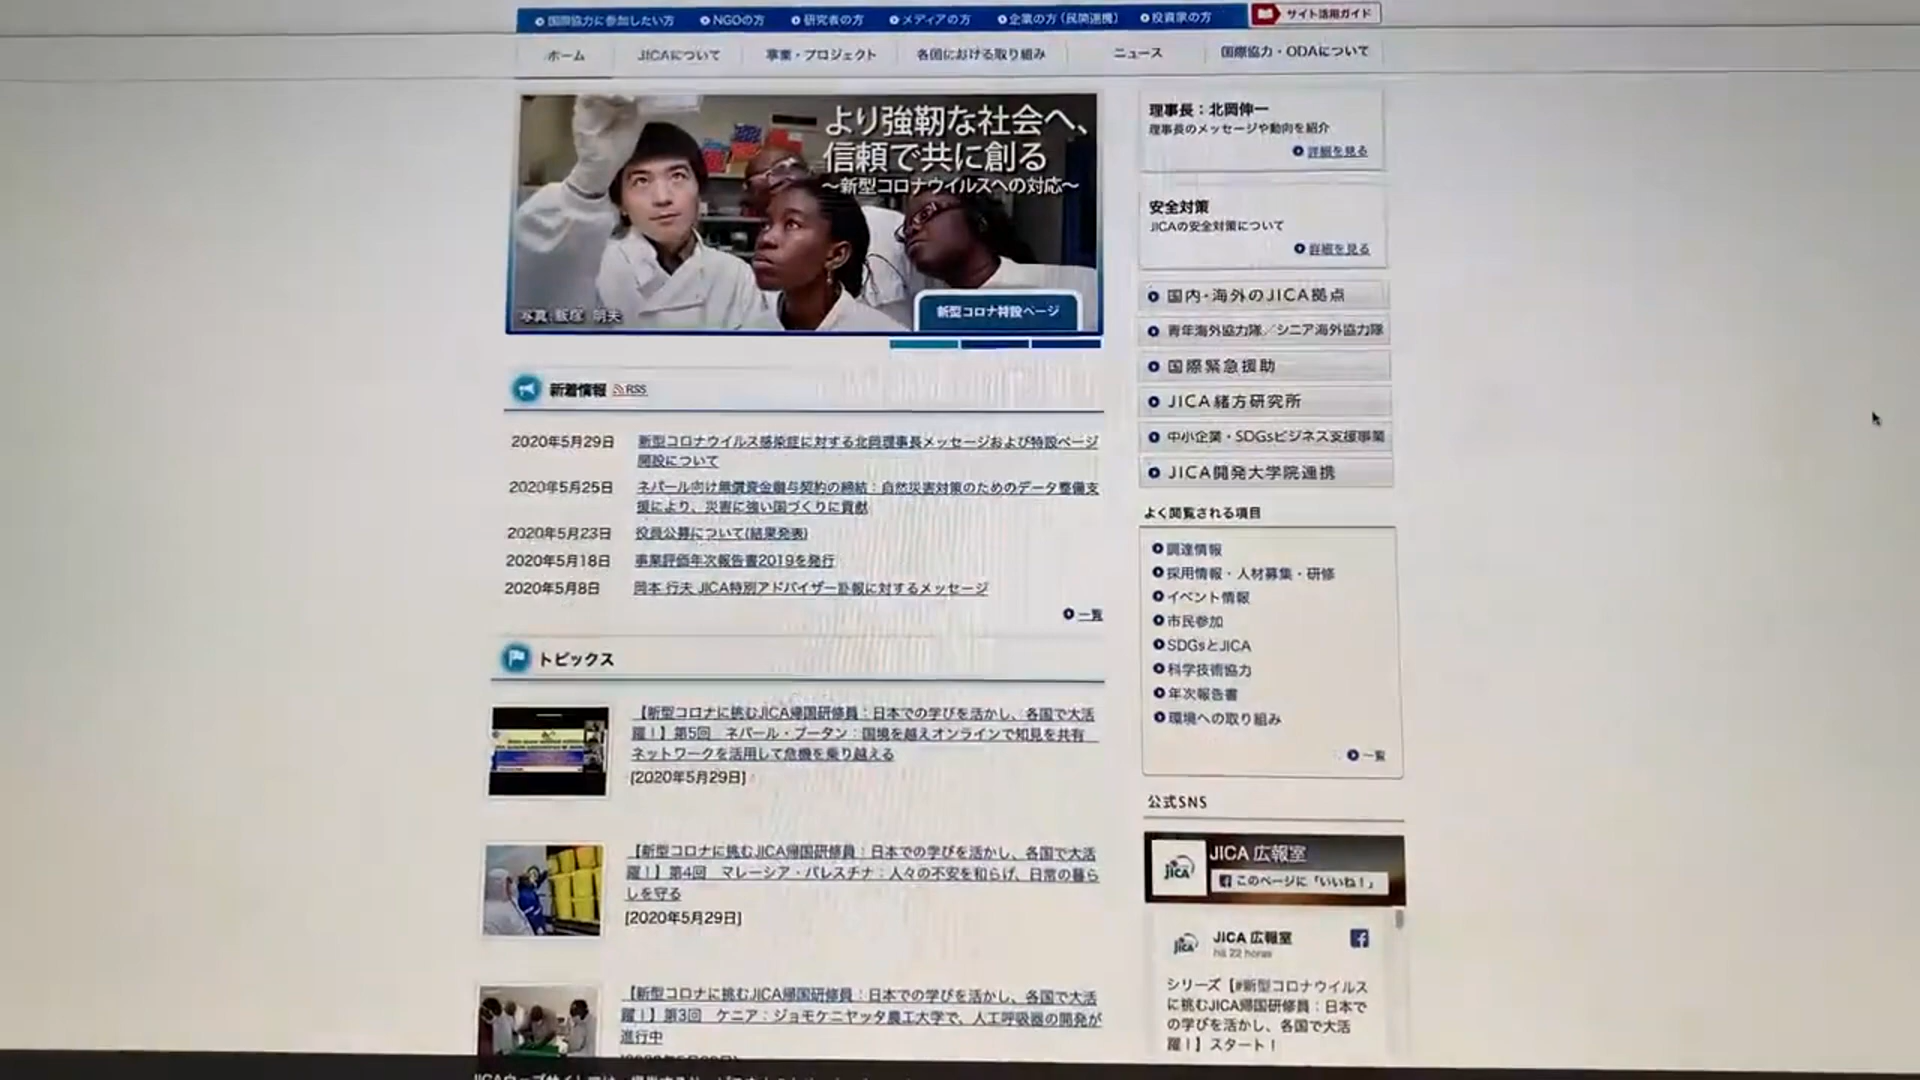 国際協力に参加したい方
NGOの方
研究者の方
メディアの方
企業の方（民間連携）
投資家の方
サイト活用ガイド
ホーム
JICAについて
事業・プロジェクト
各国における取り組み
ニュース
国際協力・ODAについて
より強靭な社会へ、
信頼で共に創る
～新型コロナウイルスへの対応～
写真:飯塚 明夫
新型コロナ特設ページ
新着情報 RSS
2020年5月29日 新型コロナウイルス感染症に対する北岡理事長メッセージおよび特設ページ
開設について
2020年5月25日 ネパール向け無償資金贈与契約の締結：自然災害対策のためのデータ整備支
援により、災害に強い国づくりに貢献
2020年5月23日 役員公募について(結果発表)
2020年5月18日 事業評価年次報告書2019を発行
2020年5月8日 岡本 行夫 JICA特別アドバイザー訃報に対するメッセージ
一覧
トピックス
【新型コロナに挑むJICA帰国研修員：日本での学びを活かし、各国で大活
躍！】第5回 ネパール・ブータン：国境を越えオンラインで知見を共有
ネットワークを活用して危機を乗り越える
[2020年5月29日]
【新型コロナに挑むJICA帰国研修員：日本での学びを活かし、各国で大活
躍！】第4回 マレーシア・パレスチナ：人々の不安を和らげ、日常の暮ら
しを守る
[2020年5月29日]
【新型コロナに挑むJICA帰国研修員：日本での学びを活かし、各国で大活
躍！】第3回 ケニア：ジョモケニヤッタ農工大学で、人工呼吸器の開発が
進行中
理事長：北岡伸一
理事長のメッセージや動向を紹介
詳細を見る
安全対策
JICAの安全対策について
詳細を見る
国内・海外のJICA拠点
青年海外協力隊／シニア海外協力隊
国際緊急援助
JICA緒方研究所
中小企業・SDGsビジネス支援事業
JICA開発大学院連携
よく閲覧される項目
調達情報
採用情報・人材募集・研修
イベント情報
市民参加
SDGsとJICA
科学技術協力
年次報告書
環境への取り組み
一覧
公式SNS
JICA
JICA 広報室
このページに「いいね！」
JICA
JICA 広報室
há 22 horas
シリーズ【#新型コロナウイルス
に挑むJICA帰国研修員：日本で
の学びを活かし、各国で大活
躍！】スタート！